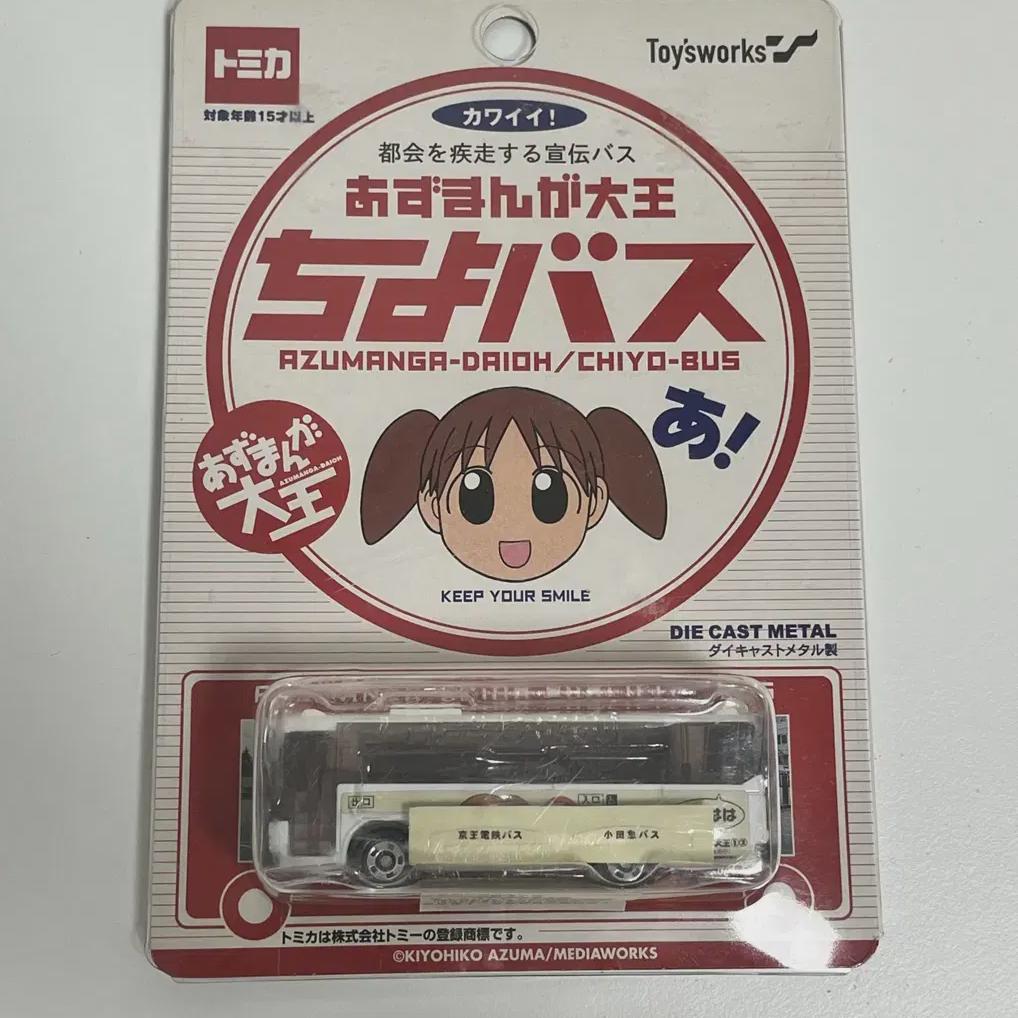 トミカ
Toy'sworks
対象年齢15才以上
カワイイ!
都会を疾走する宣伝バス
あずまんが大王
ちよバス
AZUMANGA-DAIOH/CHIYO-BUS
あ!
あずまんが
AZUMANGA-DAIOH
大王
KEEP YOUR SMILE
DIE CAST METAL
ダイキャストメタル製
出口
入口
京王電鉄バス
小田急バス
トミカは株式会社トミーの登録商標です。
©KIYOHIKO AZUMA/MEDIAWORKS